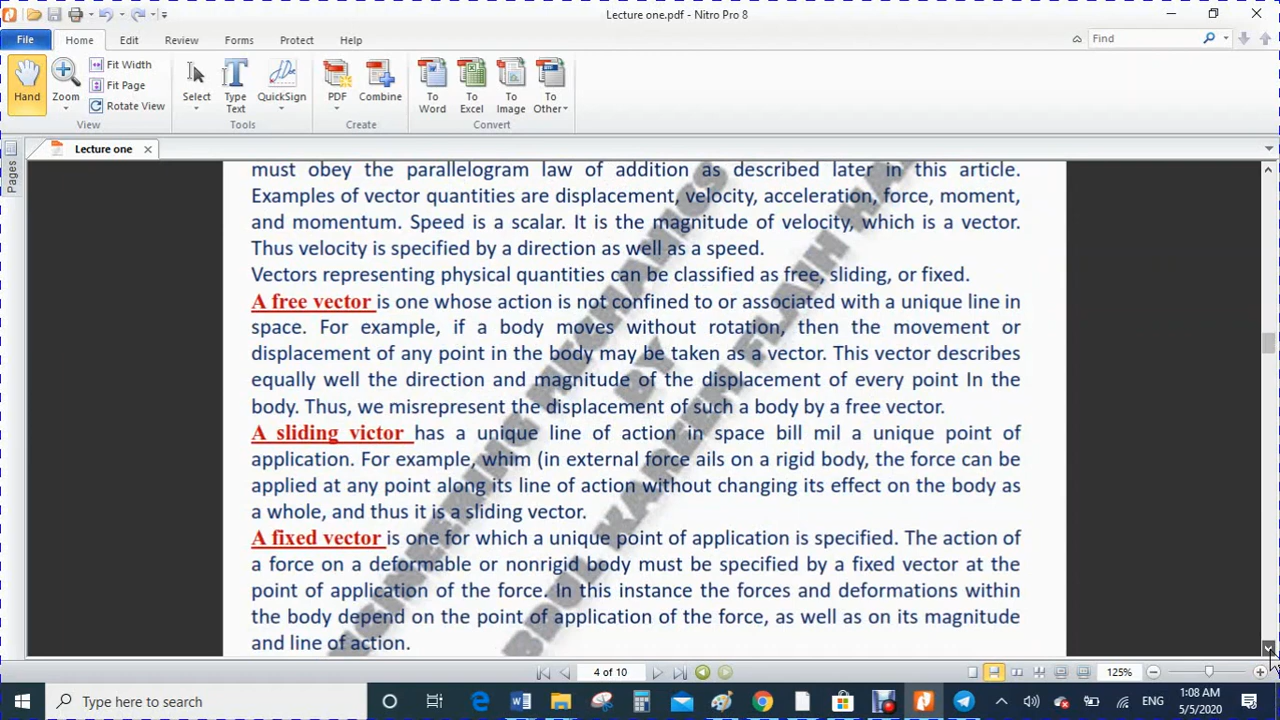 Lecture one.pdf - Nitro Pro 8
File Home Edit Review Forms Protect Help
Find
Hand
Zoom
Fit Width
Fit Page
Rotate View
Select
Type Text
QuickSign
PDF
Combine
To Word
To Excel
To Image
To Other
View Tools Create Convert
Pages
Lecture one
must obey the parallelogram law of addition as described later in this article.
Examples of vector quantities are displacement, velocity, acceleration, force, moment,
and momentum. Speed is a scalar. It is the magnitude of velocity, which is a vector.
Thus velocity is specified by a direction as well as a speed.
Vectors representing physical quantities can be classified as free, sliding, or fixed.
A free vector is one whose action is not confined to or associated with a unique line in
space. For example, if a body moves without rotation, then the movement or
displacement of any point in the body may be taken as a vector. This vector describes
equally well the direction and magnitude of the displacement of every point In the
body. Thus, we misrepresent the displacement of such a body by a free vector.
A sliding victor has a unique line of action in space bill mil a unique point of
application. For example, whim (in external force ails on a rigid body, the force can be
applied at any point along its line of action without changing its effect on the body as
a whole, and thus it is a sliding vector.
A fixed vector is one for which a unique point of application is specified. The action of
a force on a deformable or nonrigid body must be specified by a fixed vector at the
point of application of the force. In this instance the forces and deformations within
the body depend on the point of application of the force, as well as on its magnitude
and line of action.
MECHANICS
BY
KAREEM FLAIH
4 of 10
125%
Type here to search
ENG
1:08 AM
5/5/2020